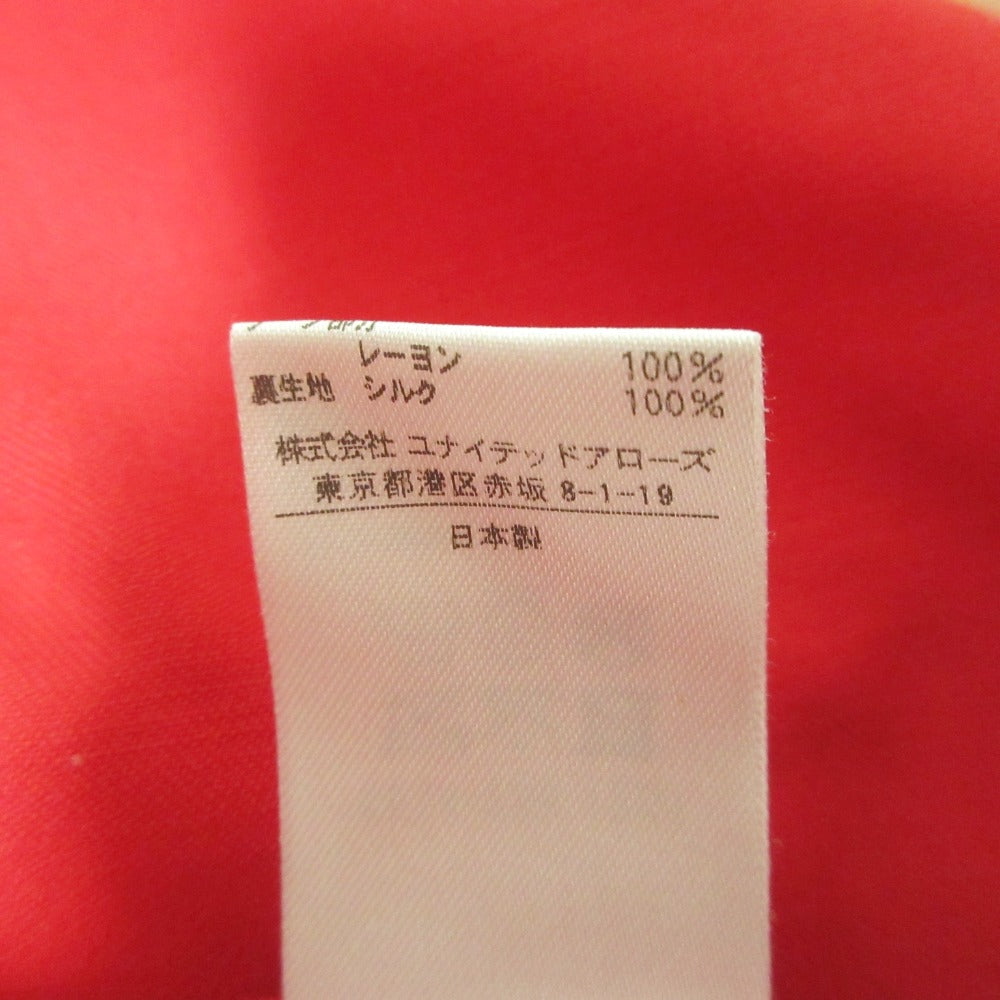 レーヨン 100%
裏生地 シルク 100%
株式会社 ユナイテッドアローズ
東京都港区赤坂 8-1-19
日本製